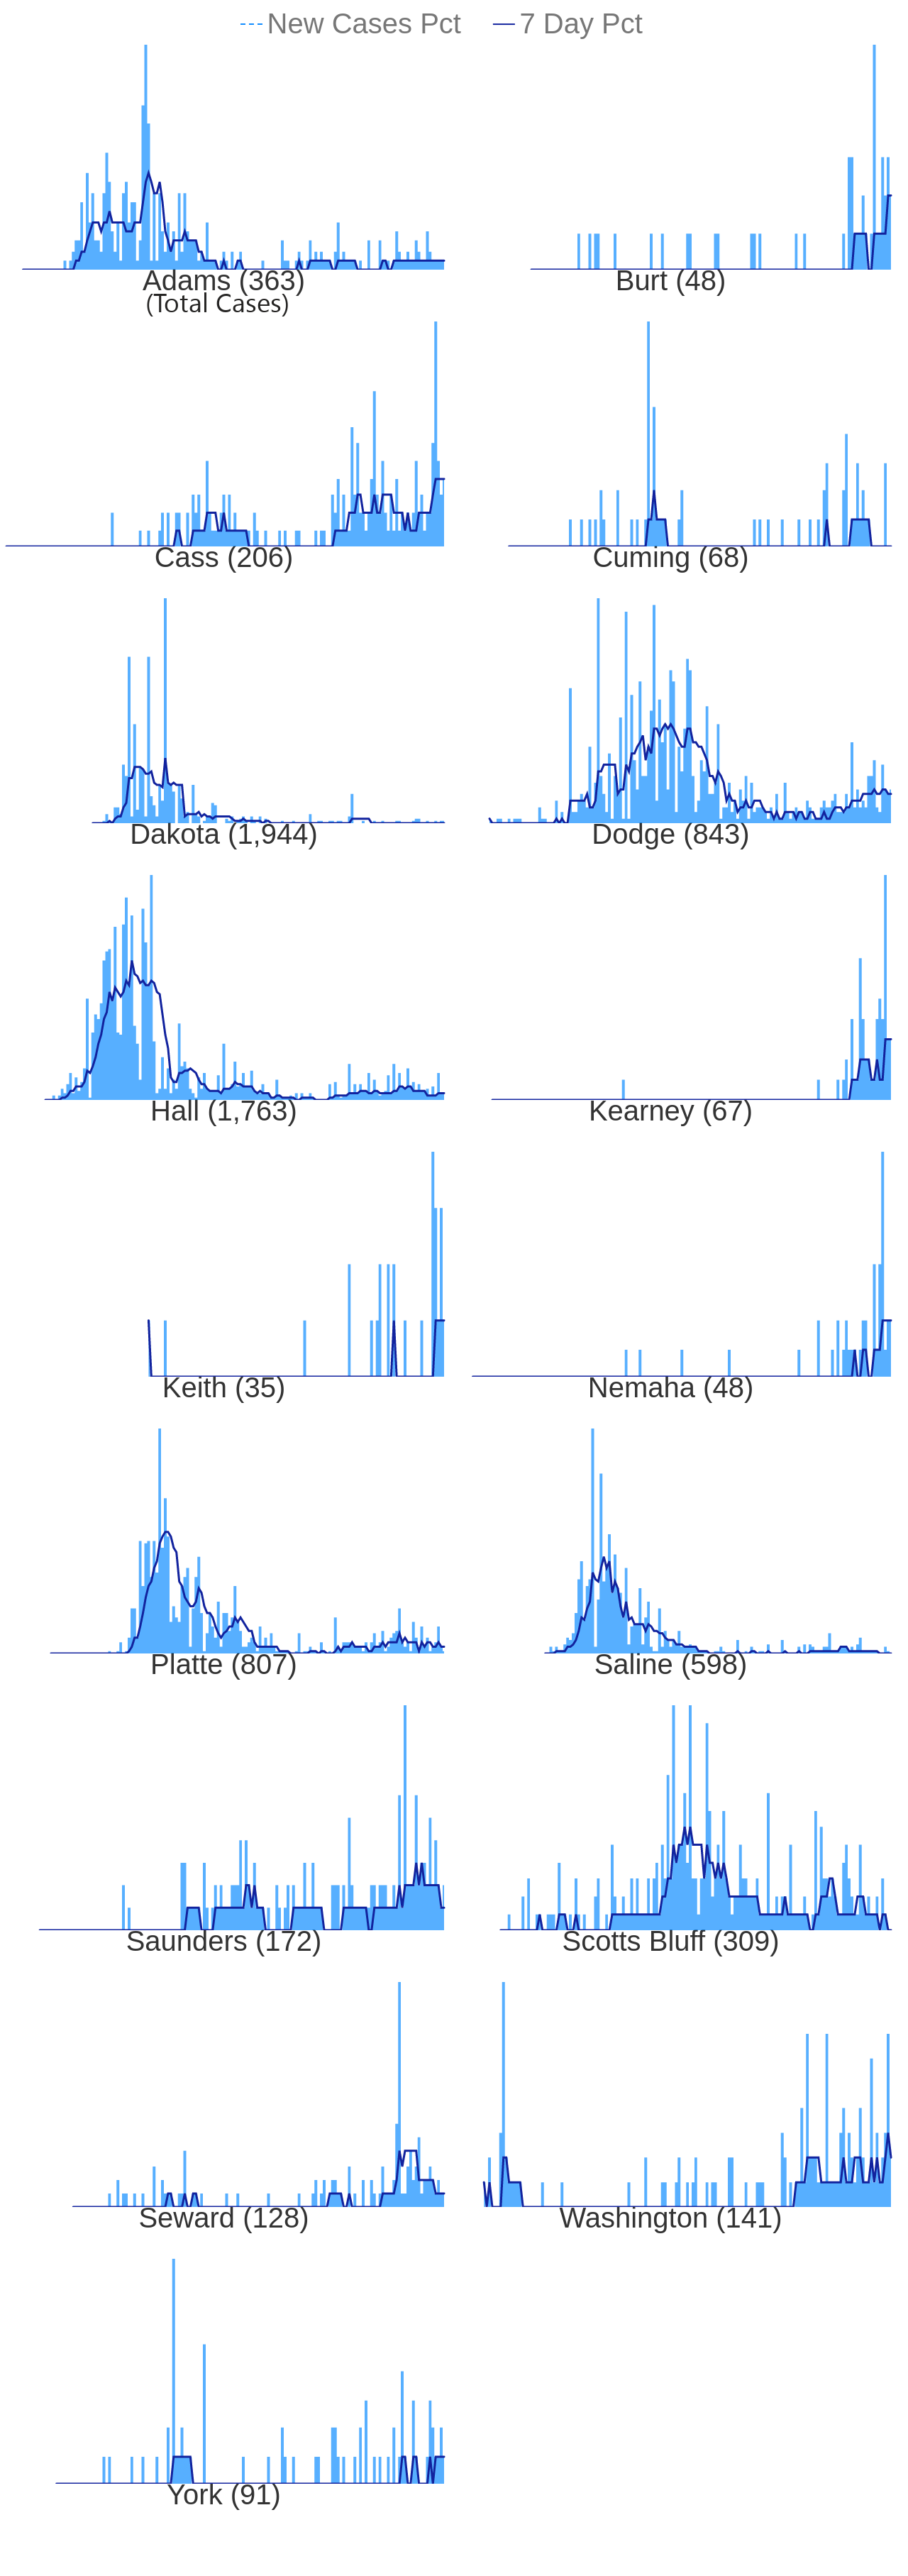 New Cases Pct 7 Day Pct
Adams (363) Burt (48)
(Total Cases)
Cass (206) Cuming (68)
Dakota (1,944) Dodge (843)
Hall (1,763) Kearney (67)
Keith (35) Nemaha (48)
Platte (807) Saline (598)
Saunders (172) Scotts Bluff (309)
Seward (128) Washington (141)
York (91)